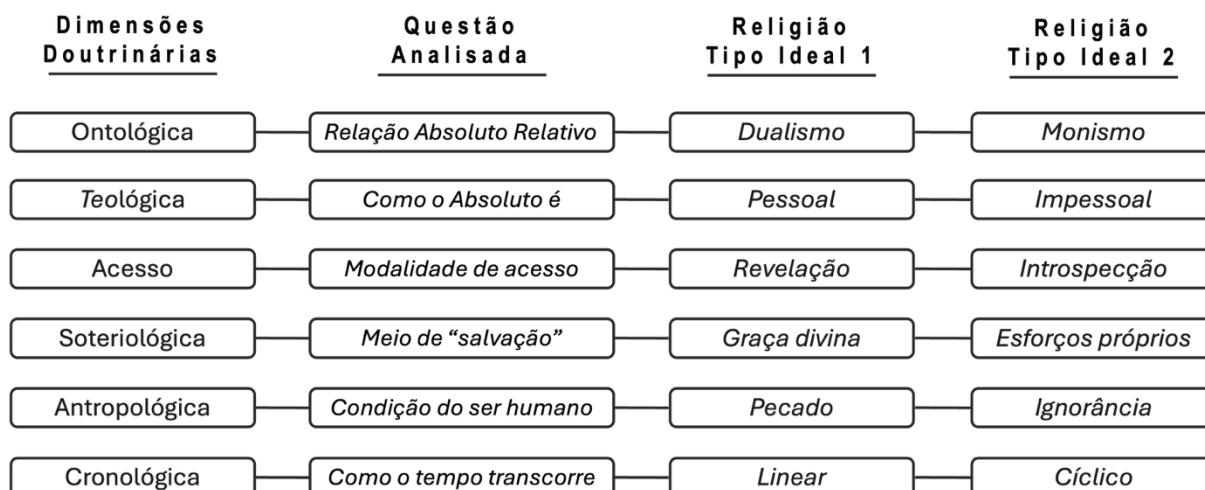 Dimensões Doutrinárias
Questão Analisada
Religião Tipo Ideal 1
Religião Tipo Ideal 2
Ontológica
Relação Absoluto Relativo
Dualismo
Monismo
Teológica
Como o Absoluto é
Pessoal
Impessoal
Acesso
Modalidade de acesso
Revelação
Introspecção
Soteriológica
Meio de “salvação”
Graça divina
Esforços próprios
Antropológica
Condição do ser humano
Pecado
Ignorância
Cronológica
Como o tempo transcorre
Linear
Cíclico